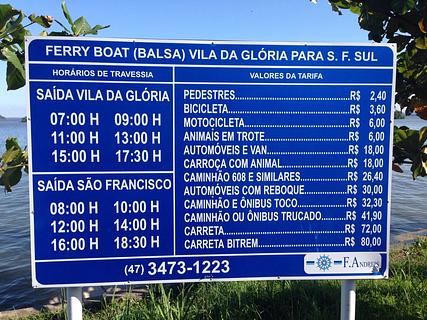 FERRY BOAT (BALSA) VILA DA GLÓRIA PARA S. F. SUL
HORÁRIOS DE TRAVESSIA
SAÍDA VILA DA GLÓRIA
07:00 H 09:00 H
11:00 H 13:00 H
15:00 H 17:30 H
SAÍDA SÃO FRANCISCO
08:00 H 10:00 H
12:00 H 14:00 H
16:00 H 18:30 H
VALORES DA TARIFA
PEDESTRES R$ 2,40
BICICLETA R$ 3,60
MOTOCICLETA R$ 6,00
ANIMAIS EM TROTE R$ 6,00
AUTOMÓVEIS E VAN R$ 18,00
CARROÇA COM ANIMAL R$ 18,00
CAMINHÃO 608 E SIMILARES R$ 26,40
AUTOMÓVEIS COM REBOQUE R$ 30,00
CAMINHÃO E ÔNIBUS TOCO R$ 32,30
CAMINHÃO OU ÔNIBUS TRUCADO R$ 41,90
CARRETA R$ 72,00
CARRETA BITREM R$ 80,00
(47) 3473-1223
F. ANDREIS